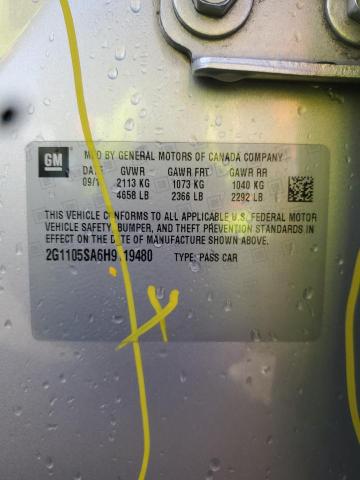 GM
MFD BY GENERAL MOTORS OF CANADA COMPANY
DATE GVWR GAWR FRT GAWR RR
2113 KG 1073 KG 1040 KG
4658 LB 2366 LB 2292 LB
THIS VEHICLE CONFORMS TO ALL APPLICABLE U.S. FEDERAL MOTOR
VEHICLE SAFETY, BUMPER, AND THEFT PREVENTION STANDARDS IN
EFFECT ON THE DATE OF MANUFACTURE SHOWN ABOVE.
TYPE: PASS CAR